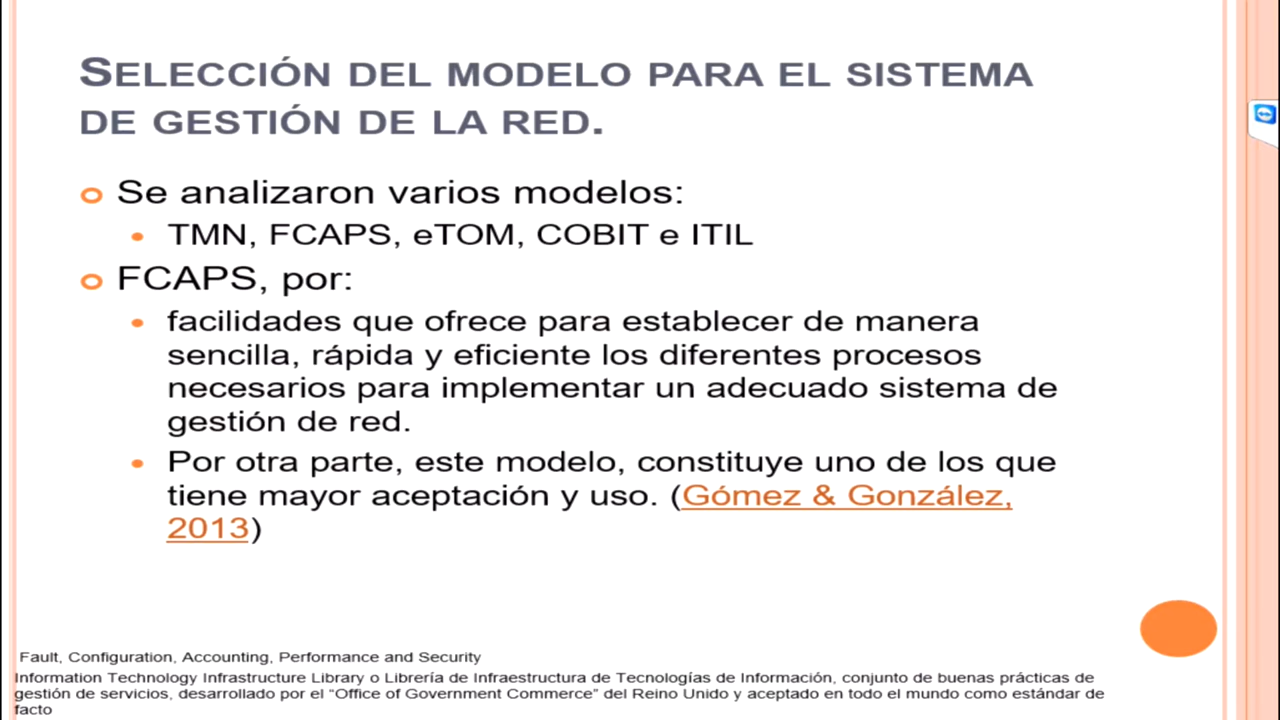 SELECCIÓN DEL MODELO PARA EL SISTEMA
DE GESTIÓN DE LA RED.
Se analizaron varios modelos:
TMN, FCAPS, eTOM, COBIT e ITIL
FCAPS, por:
facilidades que ofrece para establecer de manera
sencilla, rápida y eficiente los diferentes procesos
necesarios para implementar un adecuado sistema de
gestión de red.
Por otra parte, este modelo, constituye uno de los que
tiene mayor aceptación y uso. (Gómez & González,
2013)
Fault, Configuration, Accounting, Performance and Security
Information Technology Infrastructure Library o Librería de Infraestructura de Tecnologías de Información, conjunto de buenas prácticas de
gestión de servicios, desarrollado por el “Office of Government Commerce” del Reino Unido y aceptado en todo el mundo como estándar de
facto